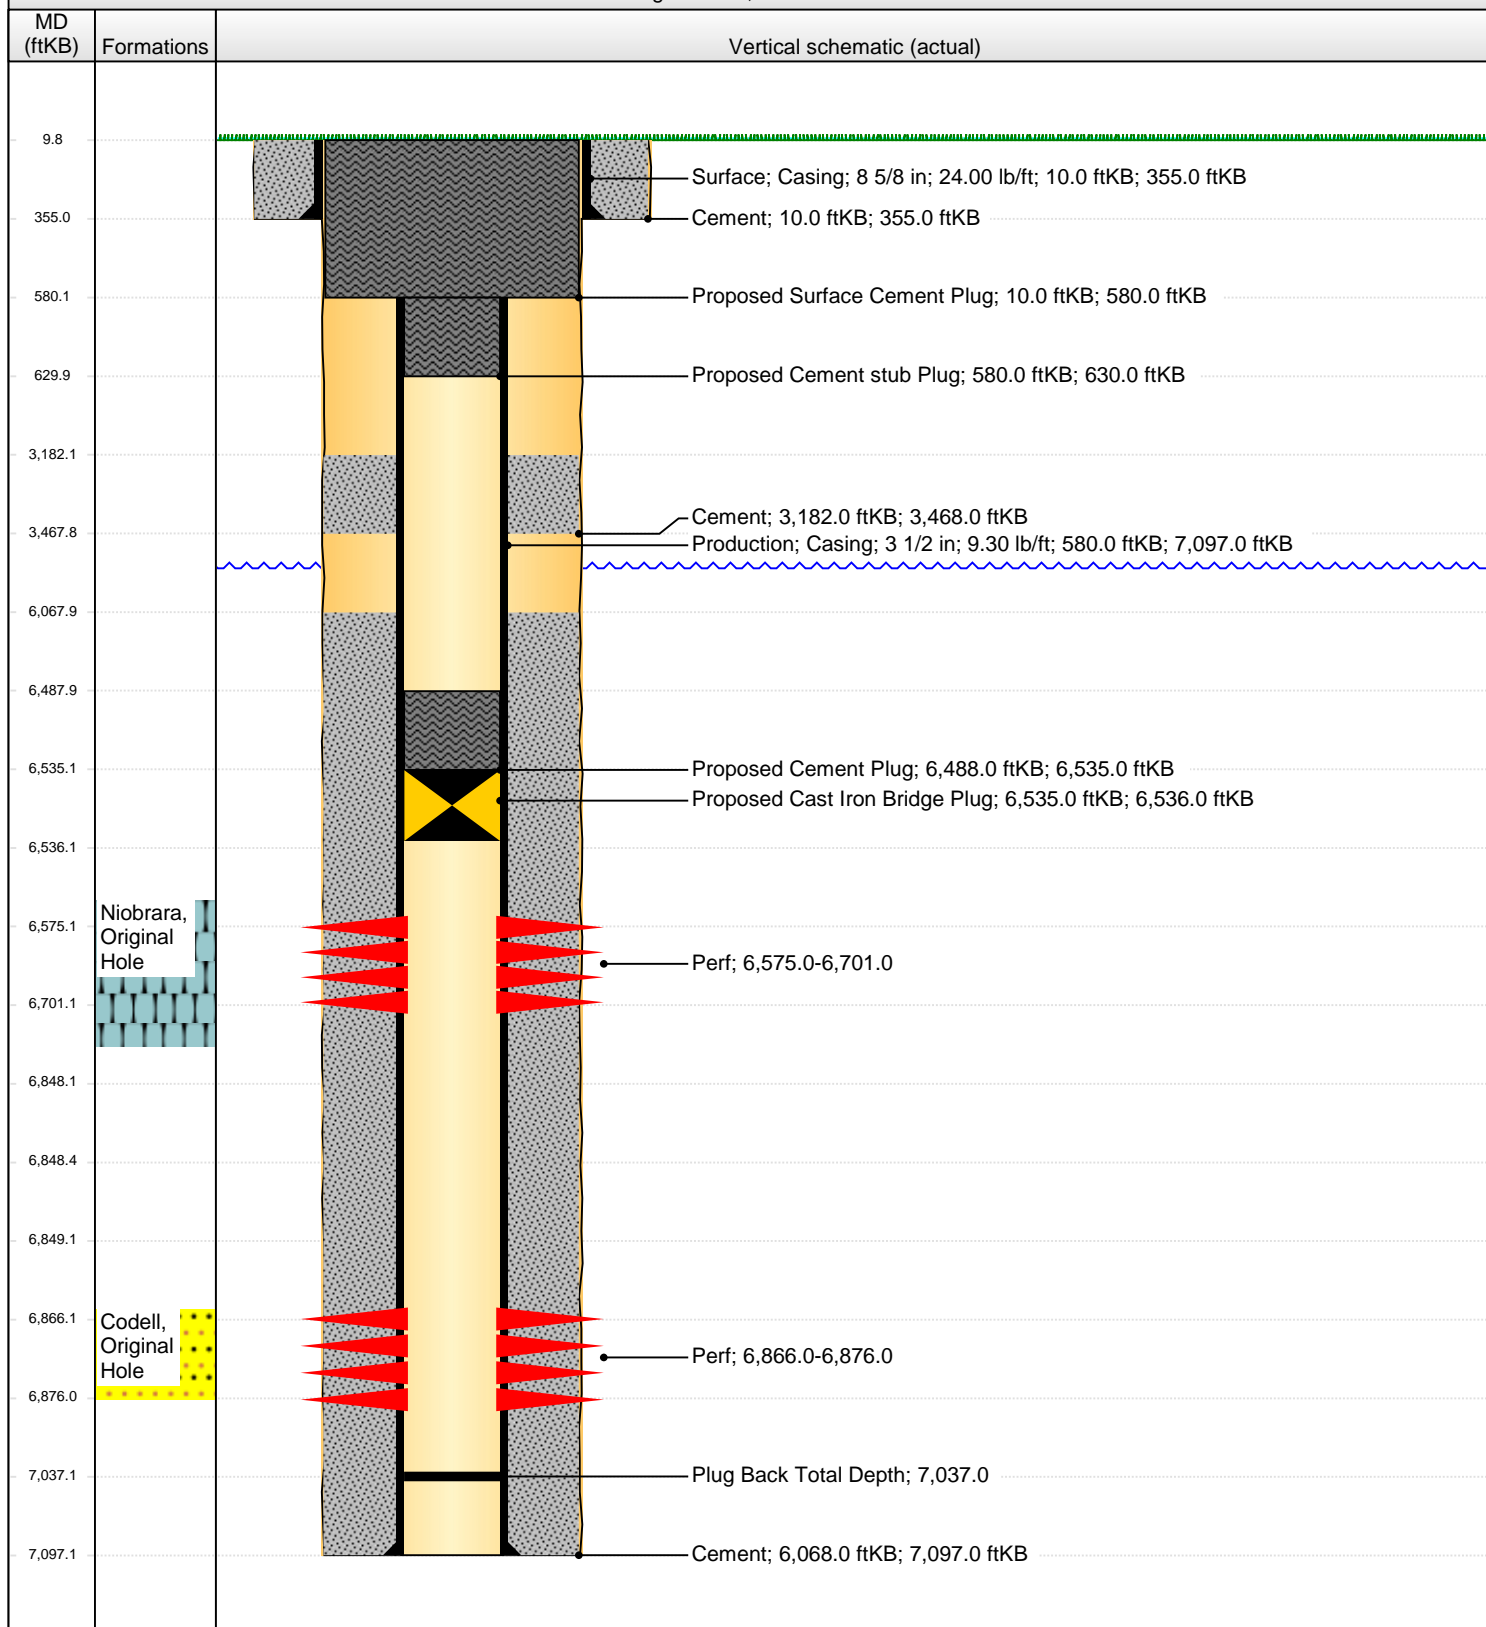 MD
(ftKB)
Formations
Vertical schematic (actual)
9.8
Surface; Casing; 8 5/8 in; 24.00 lb/ft; 10.0 ftKB; 355.0 ftKB
355.0
Cement; 10.0 ftKB; 355.0 ftKB
580.1
Proposed Surface Cement Plug; 10.0 ftKB; 580.0 ftKB
629.9
Proposed Cement stub Plug; 580.0 ftKB; 630.0 ftKB
3,182.1
Cement; 3,182.0 ftKB; 3,468.0 ftKB
3,467.8
Production; Casing; 3 1/2 in; 9.30 lb/ft; 580.0 ftKB; 7,097.0 ftKB
6,067.9
6,487.9
6,535.1
Proposed Cement Plug; 6,488.0 ftKB; 6,535.0 ftKB
Proposed Cast Iron Bridge Plug; 6,535.0 ftKB; 6,536.0 ftKB
6,536.1
Niobrara,
Original
Hole
6,575.1
Perf; 6,575.0-6,701.0
6,701.1
6,848.1
6,848.4
6,849.1
6,866.1
Codell,
Original
Hole
Perf; 6,866.0-6,876.0
6,876.0
7,037.1
Plug Back Total Depth; 7,037.0
7,097.1
Cement; 6,068.0 ftKB; 7,097.0 ftKB